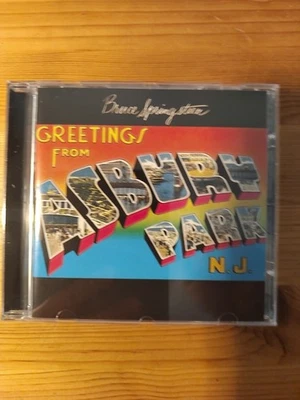 Bruce Springsteen
GREETINGS
FROM
ASBURY
PARK
N J.